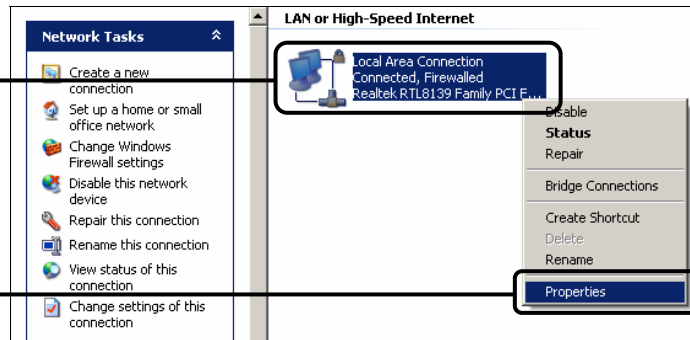 Network Tasks
Create a new
connection
Set up a home or small
office network
Change Windows
Firewall settings
Disable this network
device
Repair this connection
Rename this connection
View status of this
connection
Change settings of this
connection
LAN or High-Speed Internet
Local Area Connection
Connected, Firewalled
Realtek RTL8139 Family PCI F...
Disable
Status
Repair
Bridge Connections
Create Shortcut
Delete
Rename
Properties